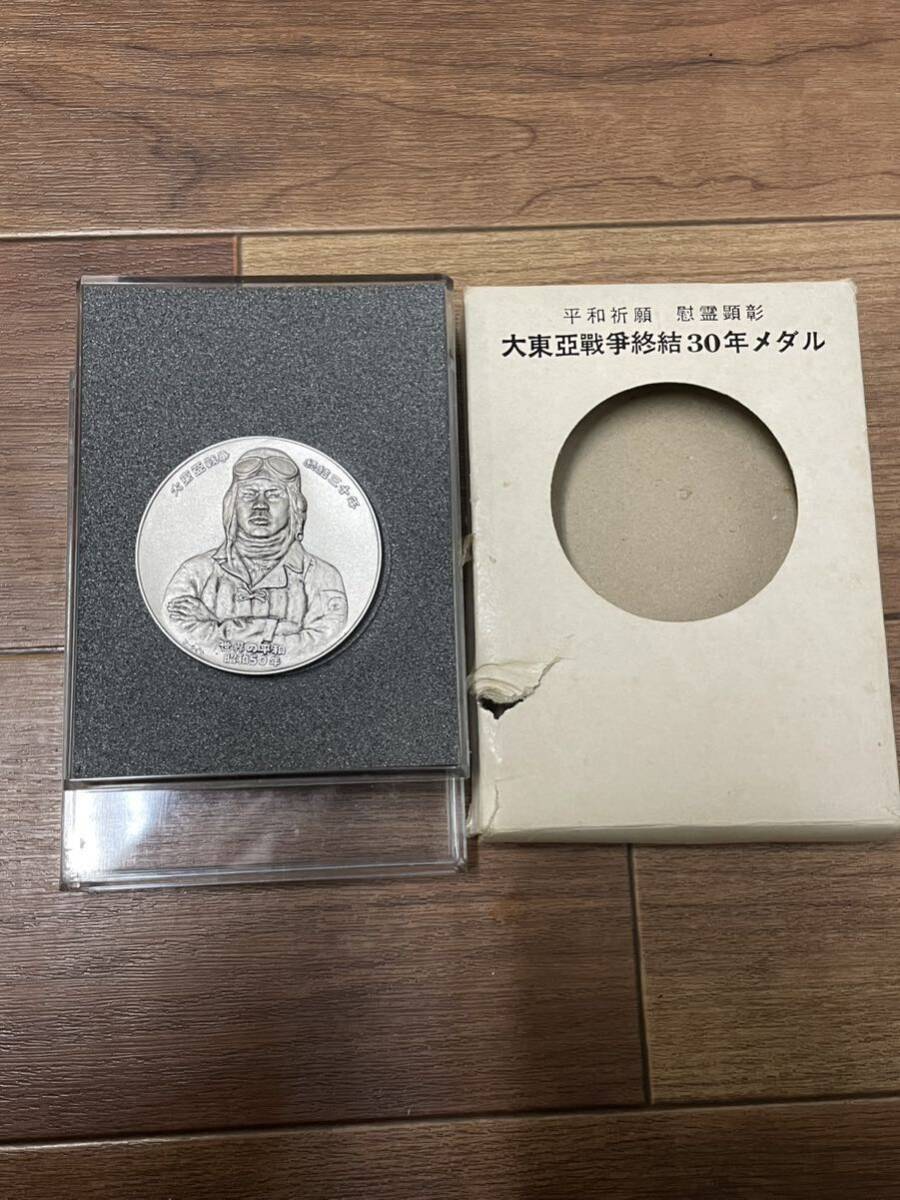 大東亞戰爭 終結三十年
世界の平和
昭和50年
平和祈願 慰霊顕彰
大東亞戰爭終結30年メダル